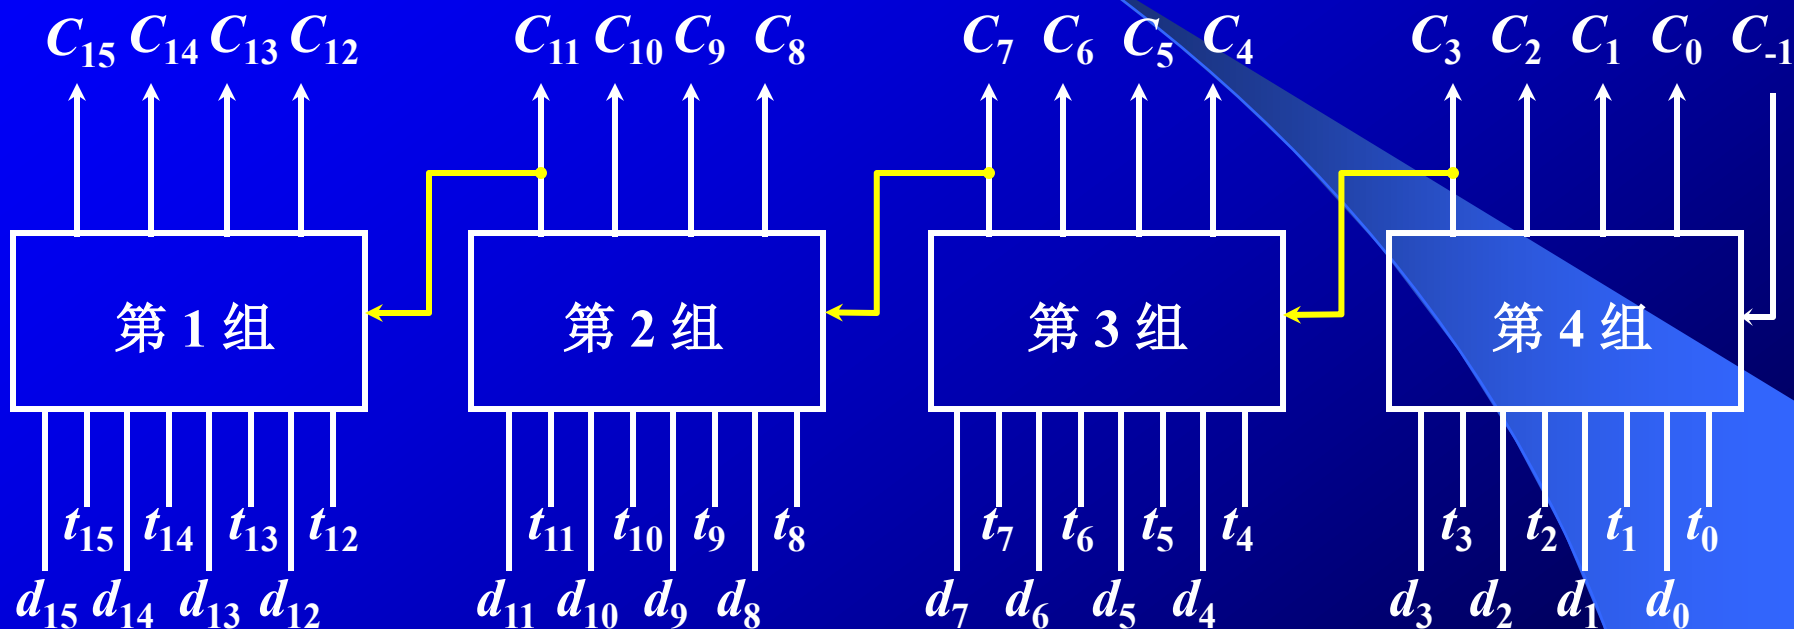 C15 C14 C13 C12 C11 C10 C9 C8 C7 C6 C5 C4 C3 C2 C1 C0 C-1
第 1 组 第 2 组 第 3 组 第 4 组
t15 t14 t13 t12 t11 t10 t9 t8 t7 t6 t5 t4 t3 t2 t1 t0
d15 d14 d13 d12 d11 d10 d9 d8 d7 d6 d5 d4 d3 d2 d1 d0